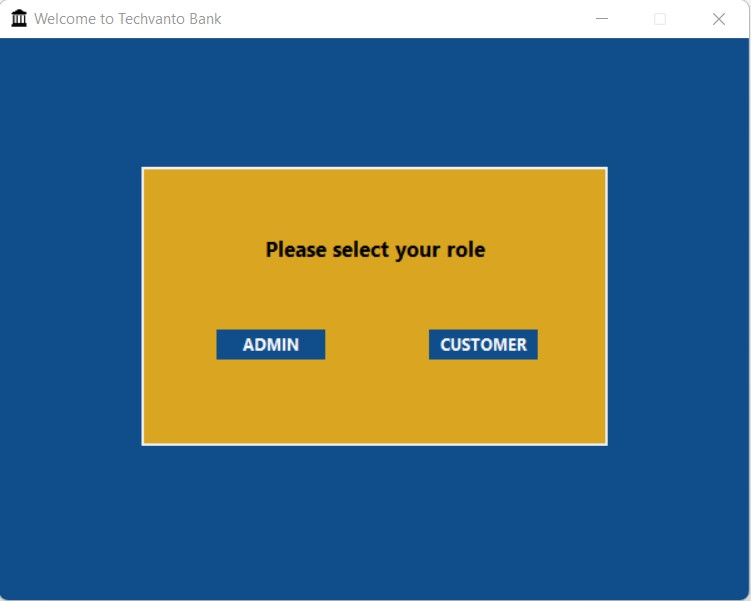 Welcome to Techvanto Bank
Please select your role
ADMIN
CUSTOMER